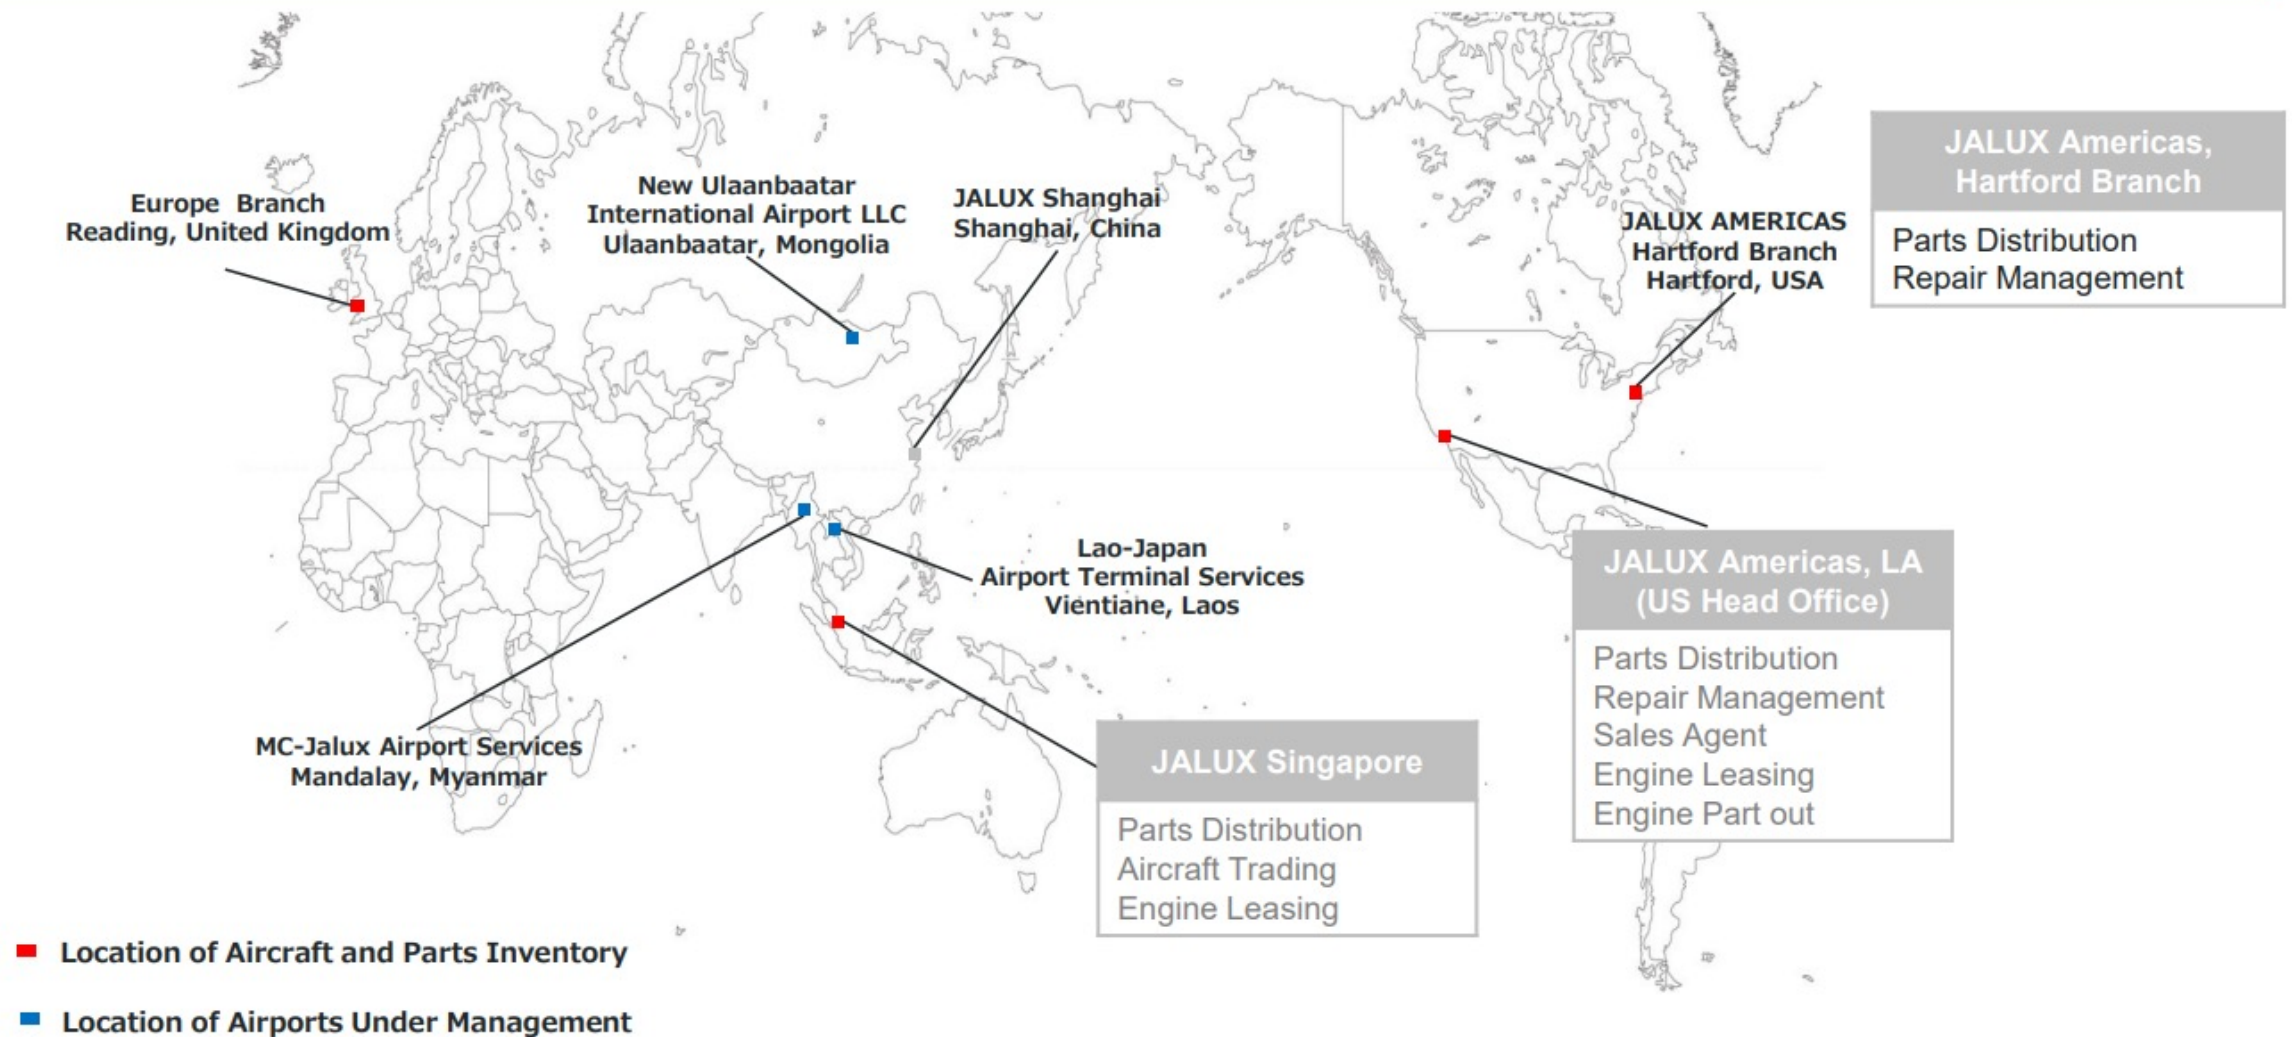 JALUX Americas,
Hartford Branch
Parts Distribution
Repair Management
Europe Branch
Reading, United Kingdom
New Ulaanbaatar
International Airport LLC
Ulaanbaatar, Mongolia
JALUX Shanghai
Shanghai, China
JALUX AMERICAS
Hartford Branch
Hartford, USA
Lao-Japan
Airport Terminal Services
Vientiane, Laos
JALUX Americas, LA
(US Head Office)
Parts Distribution
Repair Management
Sales Agent
Engine Leasing
Engine Part out
MC-Jalux Airport Services
Mandalay, Myanmar
JALUX Singapore
Parts Distribution
Aircraft Trading
Engine Leasing
Location of Aircraft and Parts Inventory
Location of Airports Under Management